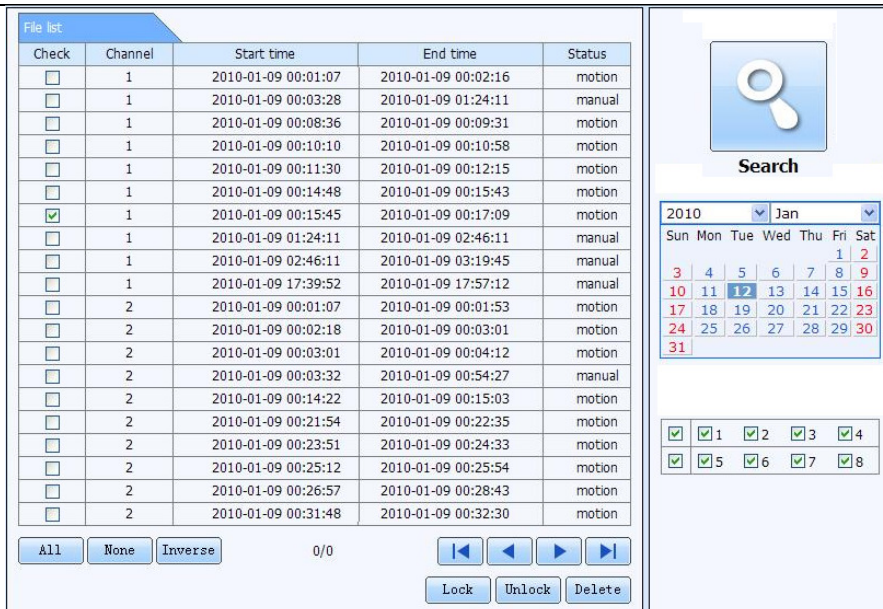 File list
Check Channel Start time End time Status
1 2010-01-09 00:01:07 2010-01-09 00:02:16 motion
1 2010-01-09 00:03:28 2010-01-09 01:24:11 manual
1 2010-01-09 00:08:36 2010-01-09 00:09:31 motion
1 2010-01-09 00:10:10 2010-01-09 00:10:58 motion
1 2010-01-09 00:11:30 2010-01-09 00:12:15 motion
1 2010-01-09 00:14:48 2010-01-09 00:15:43 motion
1 2010-01-09 00:15:45 2010-01-09 00:17:09 motion
1 2010-01-09 01:24:11 2010-01-09 02:46:11 manual
1 2010-01-09 02:46:11 2010-01-09 03:19:45 manual
1 2010-01-09 17:39:52 2010-01-09 17:57:12 manual
2 2010-01-09 00:01:07 2010-01-09 00:01:53 motion
2 2010-01-09 00:02:18 2010-01-09 00:03:01 motion
2 2010-01-09 00:03:01 2010-01-09 00:04:12 motion
2 2010-01-09 00:03:32 2010-01-09 00:54:27 manual
2 2010-01-09 00:14:22 2010-01-09 00:15:03 motion
2 2010-01-09 00:21:54 2010-01-09 00:22:35 motion
2 2010-01-09 00:23:51 2010-01-09 00:24:33 motion
2 2010-01-09 00:25:12 2010-01-09 00:25:54 motion
2 2010-01-09 00:26:57 2010-01-09 00:28:43 motion
2 2010-01-09 00:31:48 2010-01-09 00:32:30 motion
All None Inverse 0/0
Lock Unlock Delete
Search
2010 Jan
Sun Mon Tue Wed Thu Fri Sat
1 2
3 4 5 6 7 8 9
10 11 12 13 14 15 16
17 18 19 20 21 22 23
24 25 26 27 28 29 30
31
1 2 3 4
5 6 7 8